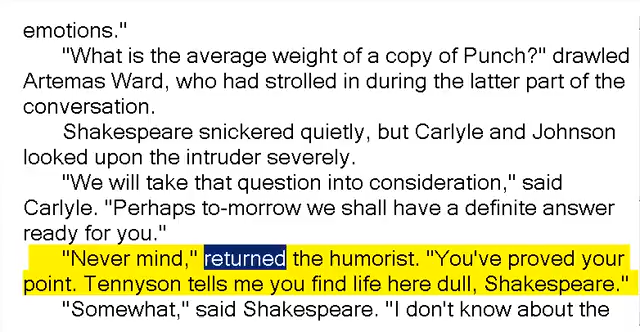 emotions."
"What is the average weight of a copy of Punch?" drawled
Artemas Ward, who had strolled in during the latter part of the
conversation.
Shakespeare snickered quietly, but Carlyle and Johnson
looked upon the intruder severely.
"We will take that question into consideration," said
Carlyle. "Perhaps to-morrow we shall have a definite answer
ready for you."
"Never mind," returned the humorist. "You've proved your
point. Tennyson tells me you find life here dull, Shakespeare."
"Somewhat," said Shakespeare. "I don't know about the